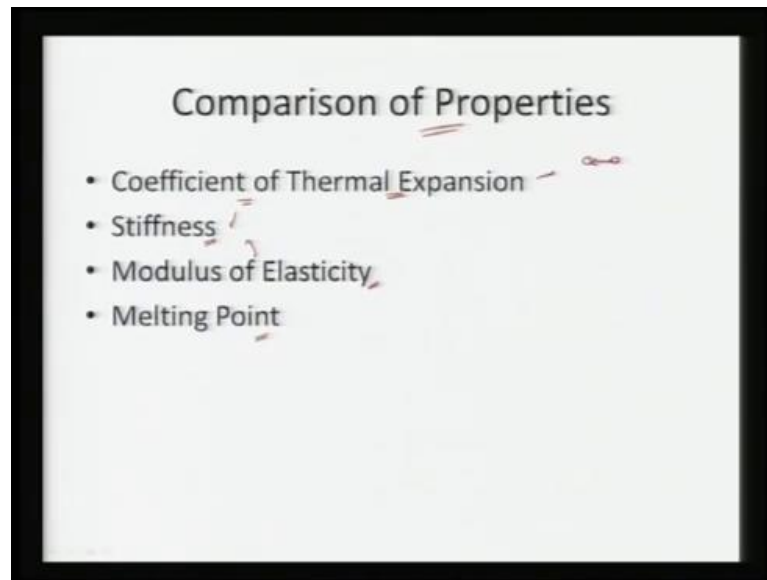 Comparison of Properties
• Coefficient of Thermal Expansion
• Stiffness
• Modulus of Elasticity
• Melting Point